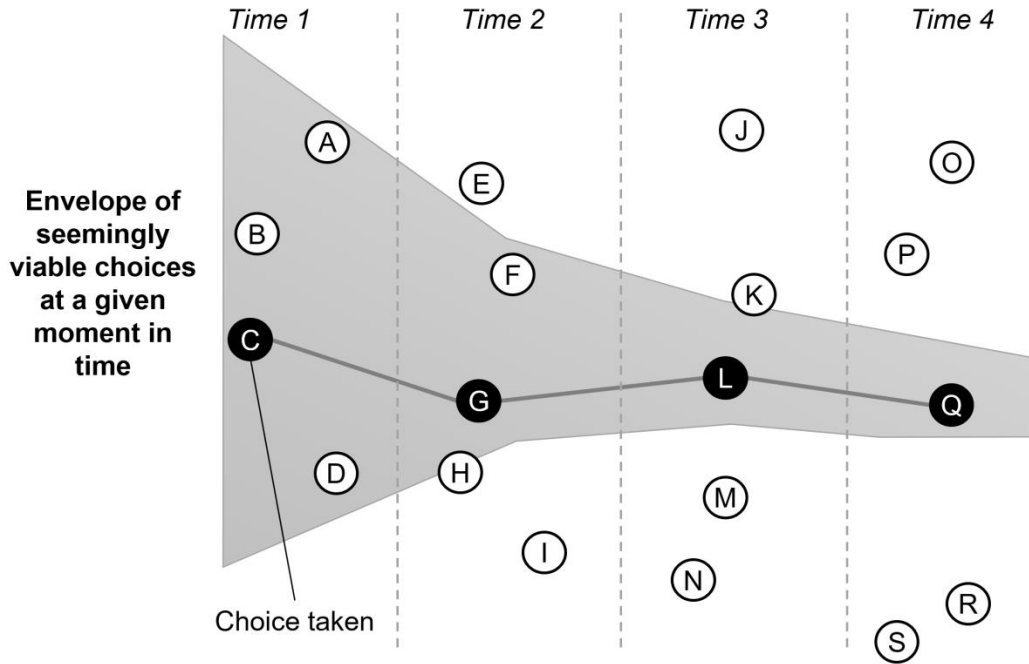 Time 1
Time 2
Time 3
Time 4
A
B
C
D
E
F
G
H
I
J
K
L
M
N
O
P
Q
R
S
Envelope of
seemingly
viable choices
at a given
moment in
time
Choice taken